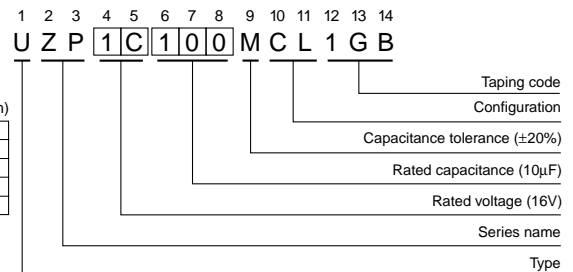 1 2 3 4 5 6 7 8 9 10 11 12 13 14
U Z P 1 C 1 0 0 M C L 1 G B
Taping code
Configuration
Capacitance tolerance (±20%)
Rated capacitance (10µF)
Rated voltage (16V)
Series name
Type